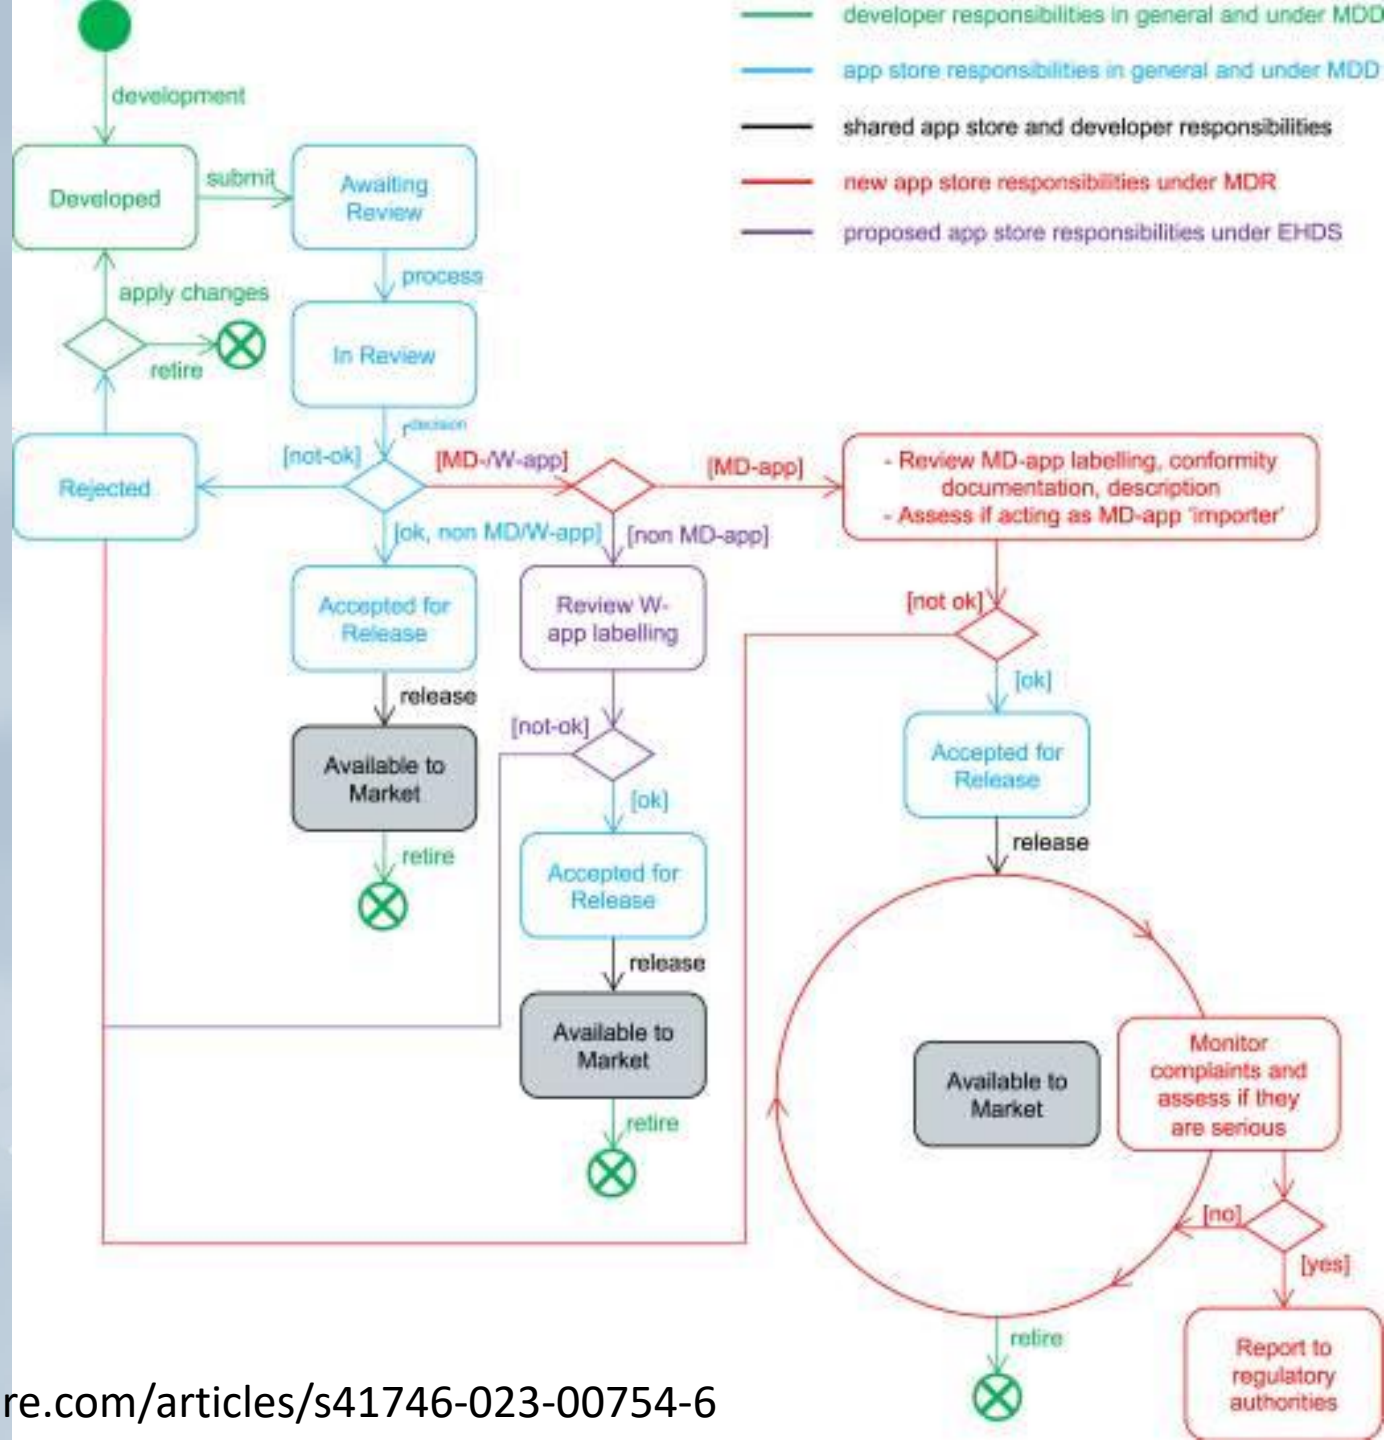 developer responsibilities in general and under MDD
app store responsibilities in general and under MDD
shared app store and developer responsibilities
new app store responsibilities under MDR
proposed app store responsibilities under EHDS
development
Developed
submit
Awaiting
Review
process
apply changes
retire
In Review
decision
[not-ok]
[MD-/W-app]
[MD-app]
Rejected
- Review MD-app labelling, conformity
documentation, description
- Assess if acting as MD-app 'importer'
[ok, non MD/W-app]
[non MD-app]
Accepted for
Release
Review W-
app labelling
[not ok]
[ok]
release
[not-ok]
Accepted for
Release
Available to
Market
[ok]
release
retire
Accepted for
Release
release
Available to
Market
retire
Available to
Market
Monitor
complaints and
assess if they
are serious
[no]
[yes]
retire
Report to
regulatory
authorities
re.com/articles/s41746-023-00754-6